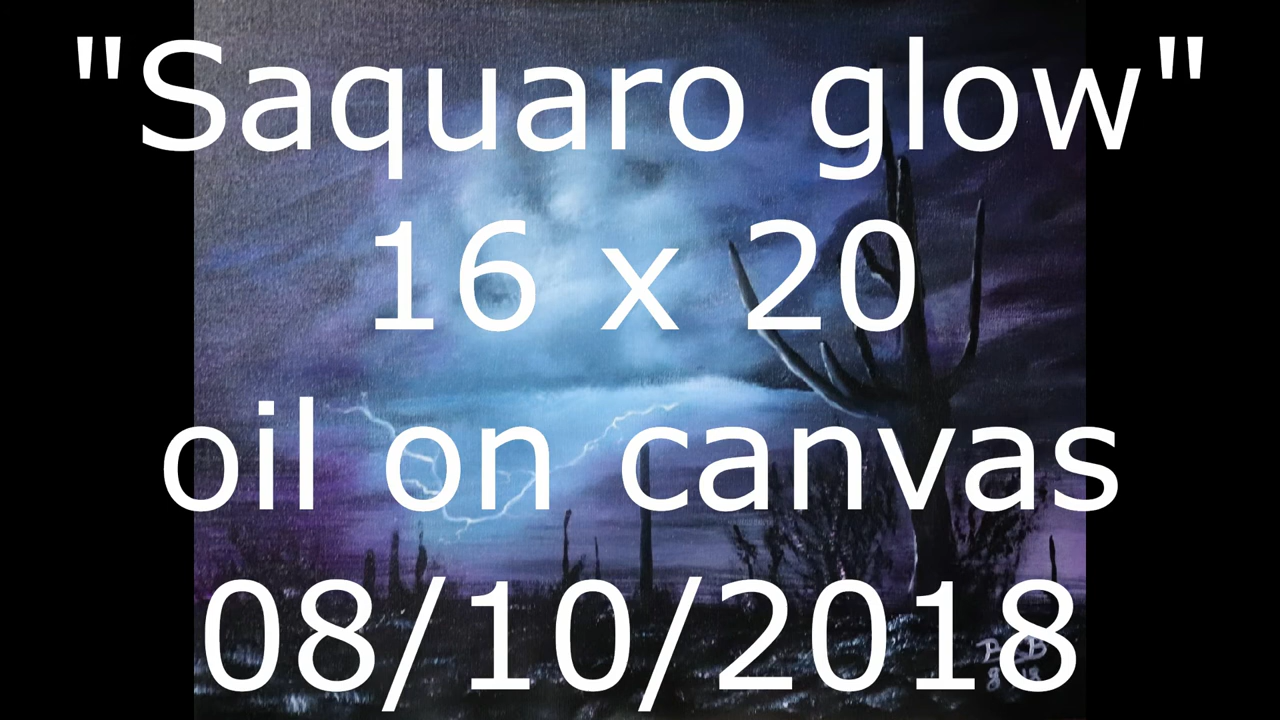 "Saquaro glow"
16 x 20
oil on canvas
08/10/2018